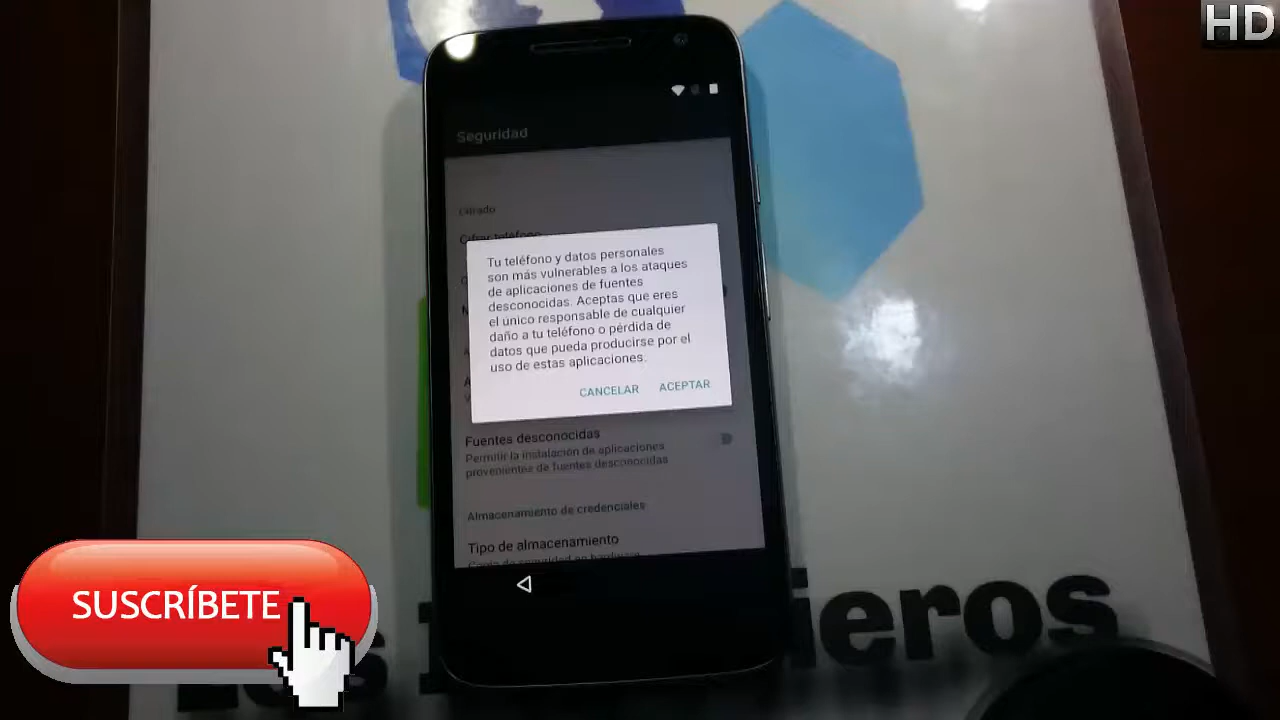 HD
Seguridad
Cifrado
Cifrar teléfono
Tu teléfono y datos personales
son más vulnerables a los ataques
de aplicaciones de fuentes
desconocidas. Aceptas que eres
el único responsable de cualquier
daño a tu teléfono o pérdida de
datos que pueda producirse por el
uso de estas aplicaciones.
CANCELAR ACEPTAR
Fuentes desconocidas
Permitir la instalación de aplicaciones
provenientes de fuentes desconocidas
Almacenamiento de credenciales
Tipo de almacenamiento
SUSCRÍBETE
ieros